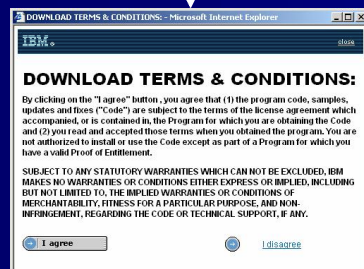 DOWNLOAD TERMS & CONDITIONS: - Microsoft Internet Explorer
IBM®
close
DOWNLOAD TERMS & CONDITIONS:
By clicking on the "I agree" button , you agree that (1) the program code, samples,
updates and fixes ("Code") are subject to the terms of the license agreement which
accompanied, or is contained in, the Program for which you are obtaining the Code
and (2) you read and accepted those terms when you obtained the program. You are
not authorized to install or use the Code except as part of a Program for which you
have a valid Proof of Entitlement.
SUBJECT TO ANY STATUTORY WARRANTIES WHICH CAN NOT BE EXCLUDED, IBM
MAKES NO WARRANTIES OR CONDITIONS EITHER EXPRESS OR IMPLIED, INCLUDING
BUT NOT LIMITED TO, THE IMPLIED WARRANTIES OR CONDITIONS OF
MERCHANTABILITY, FITNESS FOR A PARTICULAR PURPOSE, AND NON-
INFRINGEMENT, REGARDING THE CODE OR TECHNICAL SUPPORT, IF ANY.
I agree
I disagree